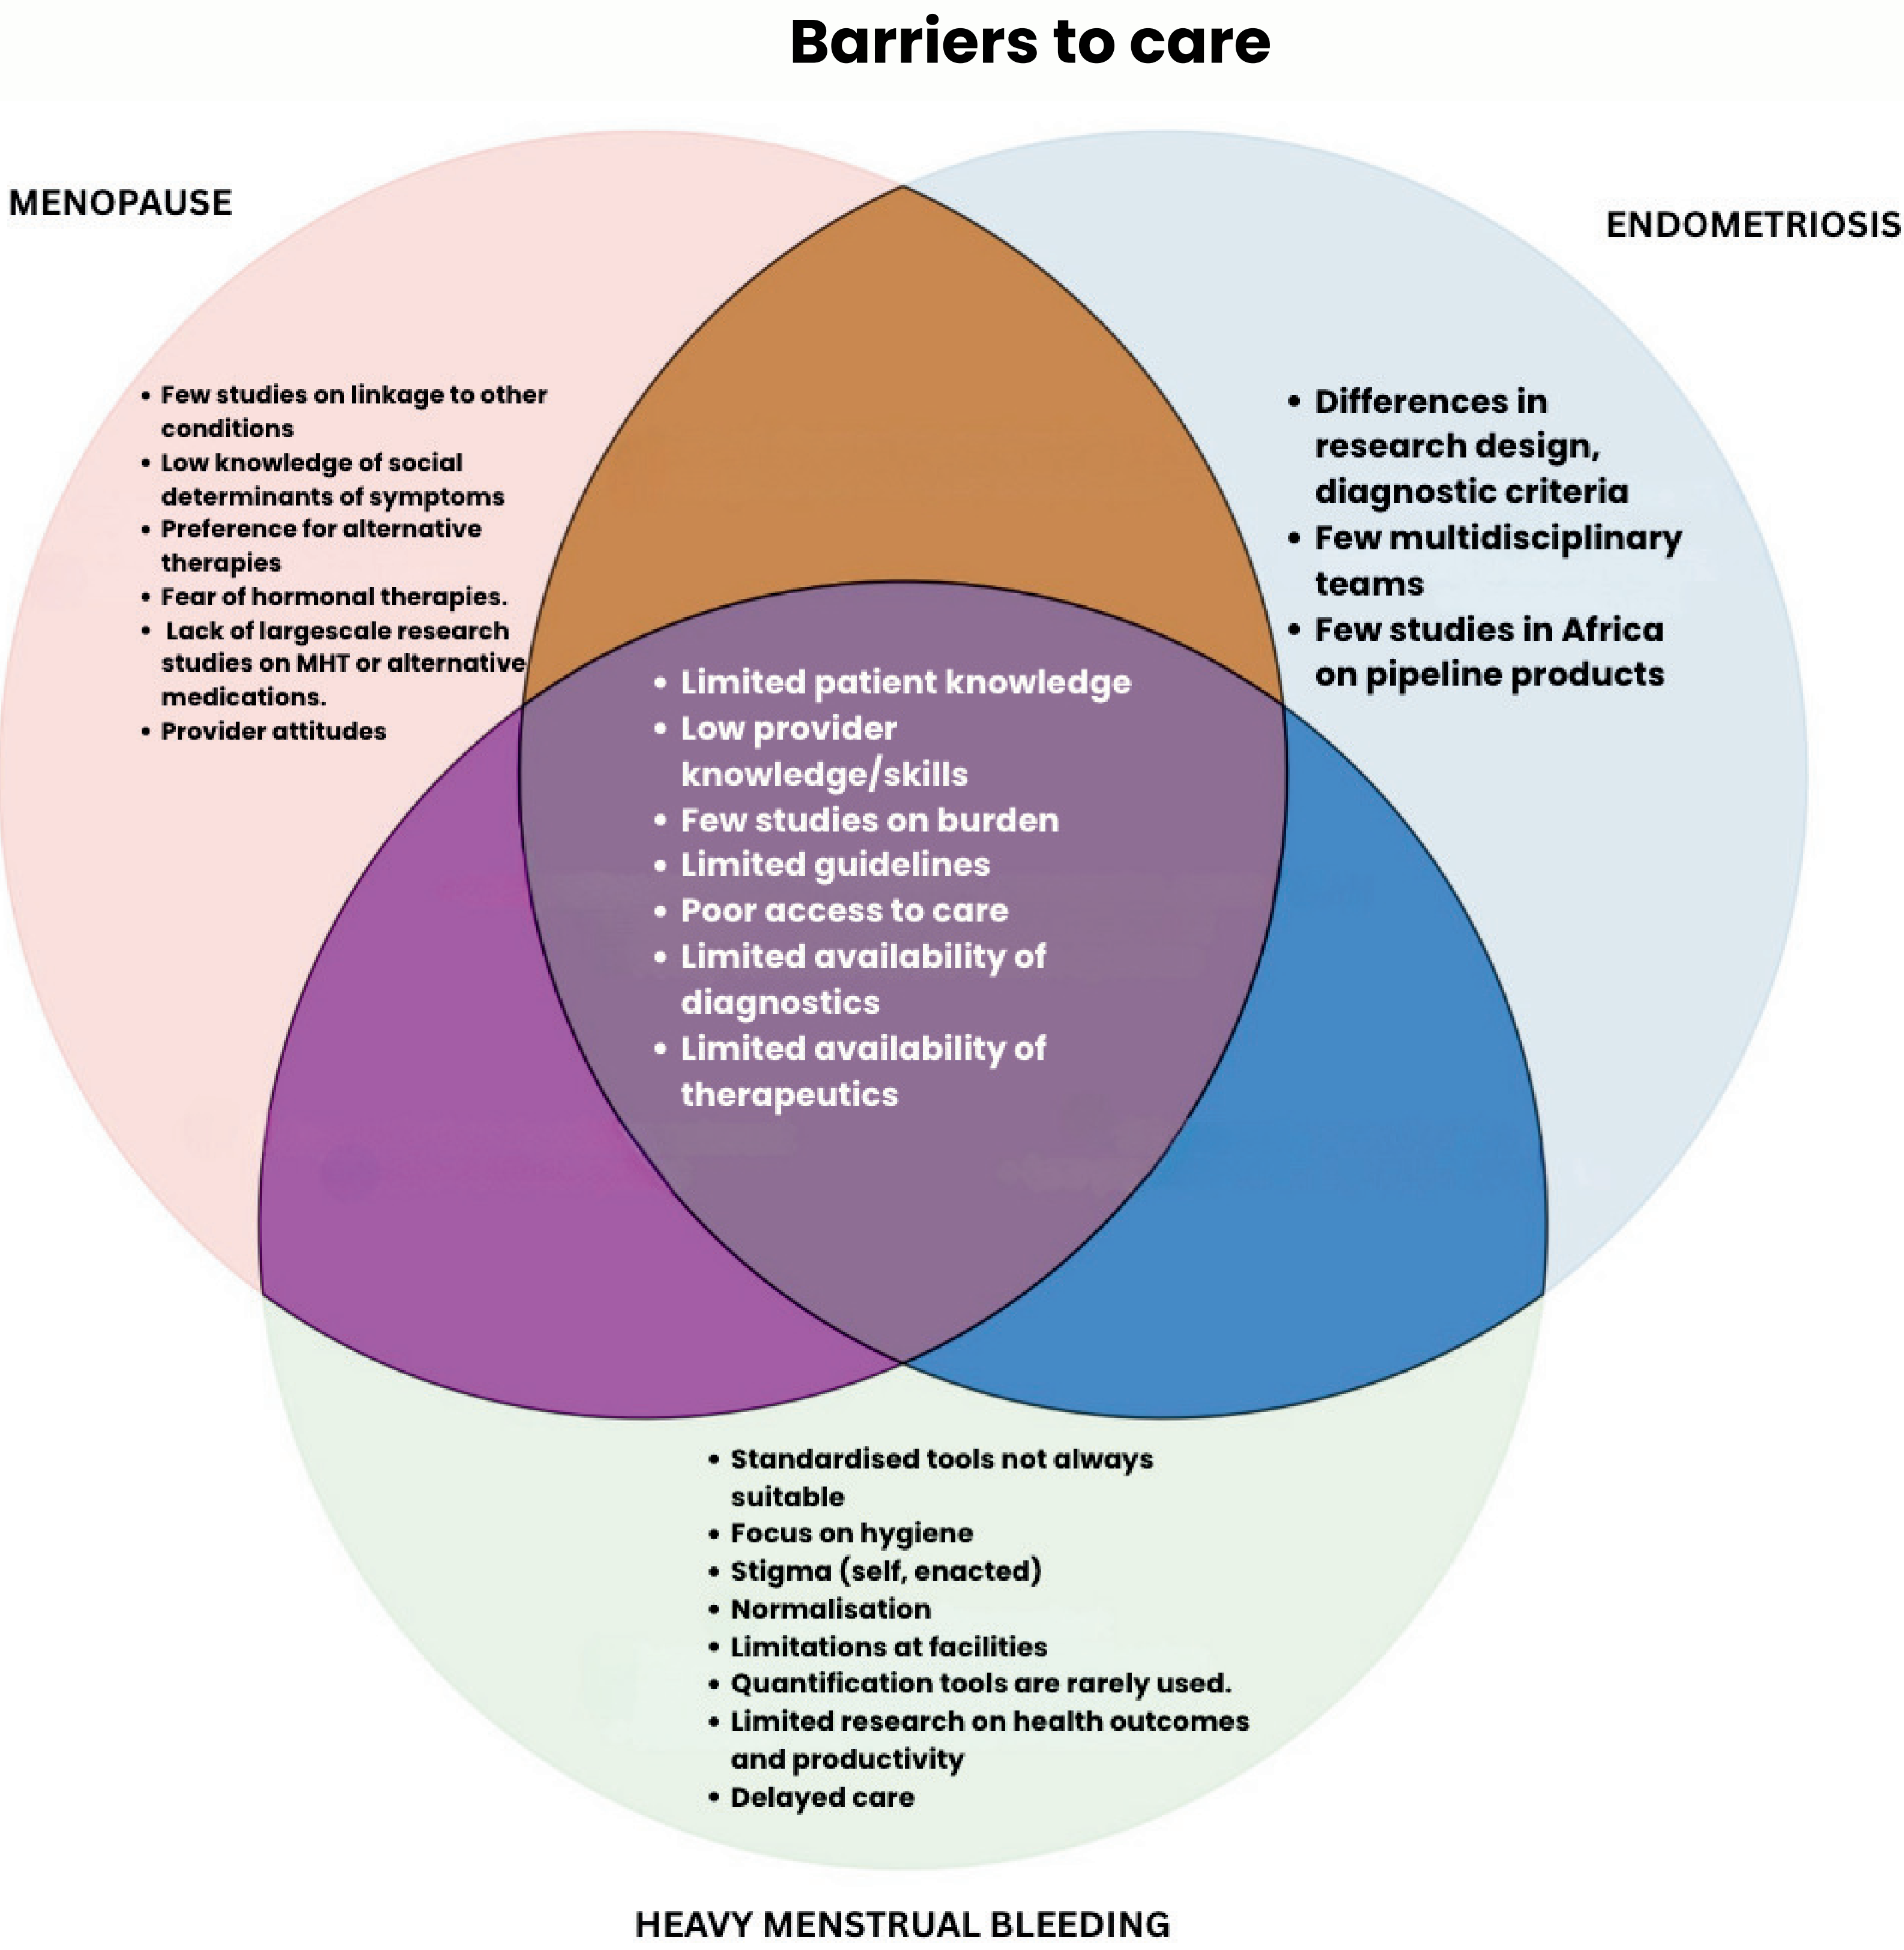 Barriers to care
MENOPAUSE
ENDOMETRIOSIS
• Few studies on linkage to other
conditions
• Low knowledge of social
determinants of symptoms
• Preference for alternative
therapies
• Fear of hormonal therapies.
• Lack of largescale research
studies on MHT or alternative
medications.
• Provider attitudes
• Differences in
research design,
diagnostic criteria
• Few multidisciplinary
teams
• Few studies in Africa
on pipeline products
• Limited patient knowledge
• Low provider
knowledge/skills
• Few studies on burden
• Limited guidelines
• Poor access to care
• Limited availability of
diagnostics
• Limited availability of
therapeutics
• Standardised tools not always
suitable
• Focus on hygiene
• Stigma (self, enacted)
• Normalisation
• Limitations at facilities
• Quantification tools are rarely used.
• Limited research on health outcomes
and productivity
• Delayed care
HEAVY MENSTRUAL BLEEDING